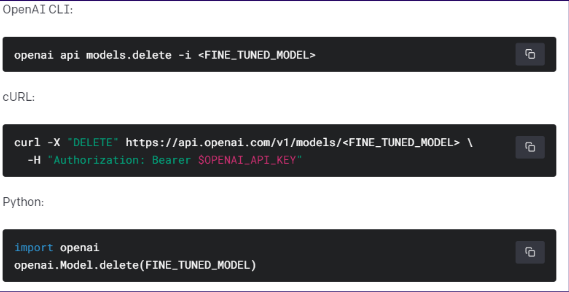 OpenAI CLI:
openai api models.delete -i <FINE_TUNED_MODEL>
cURL:
curl -X "DELETE" https://api.openai.com/v1/models/<FINE_TUNED_MODEL> \
-H "Authorization: Bearer $OPENAI_API_KEY"
Python:
import openai
openai.Model.delete(FINE_TUNED_MODEL)